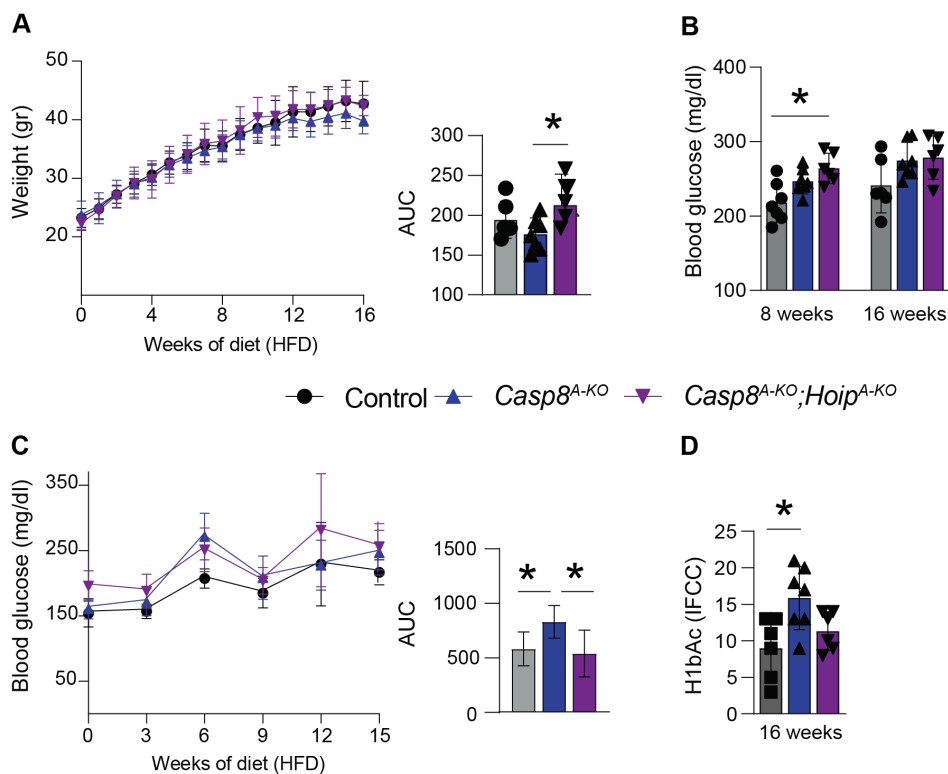 A
B
50
40
30
20
Weiight (gr)
0
4
8
12
16
Weeks of diet (HFD)
300
250
200
150
100
AUC
*
400
300
200
100
Blood glucose (mg/dl)
*
8 weeks
16 weeks
Control
Casp8A-KO
Casp8A-KO;HoipA-KO
C
D
350
250
150
50
Blood glucose (mg/dl)
0
3
6
9
12
15
Weeks of diet (HFD)
1500
1000
500
0
AUC
* *
25
20
15
10
5
0
H1bAc (IFCC)
*
16 weeks